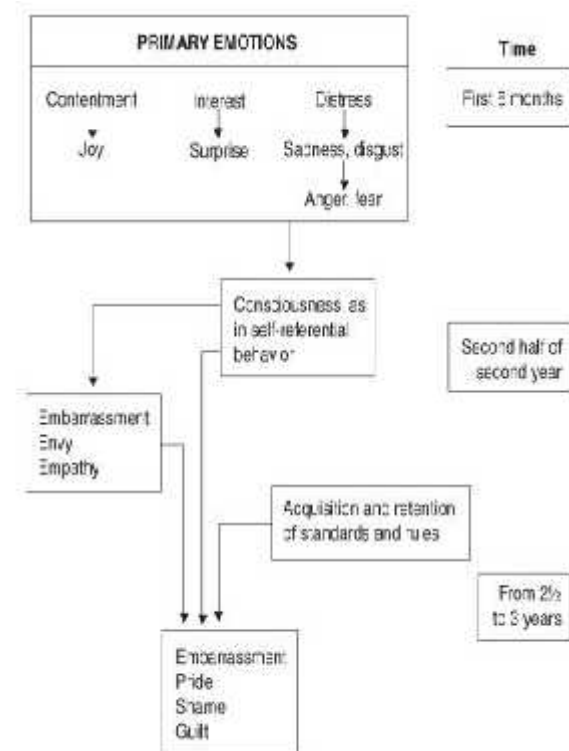 PRIMARY EMOTIONS
Contentment
Interest
Distress
Joy
Surprise
Sadness, disgust
Anger, fear
Time
First months
Consciousness, as
in self-referential
behavior
Second half of
second year
Embarrassment
Envy
Empathy
Acquisition and retention
of standards and rules
From 2½
to 3 years
Embarrassment
Pride
Shame
Guilt